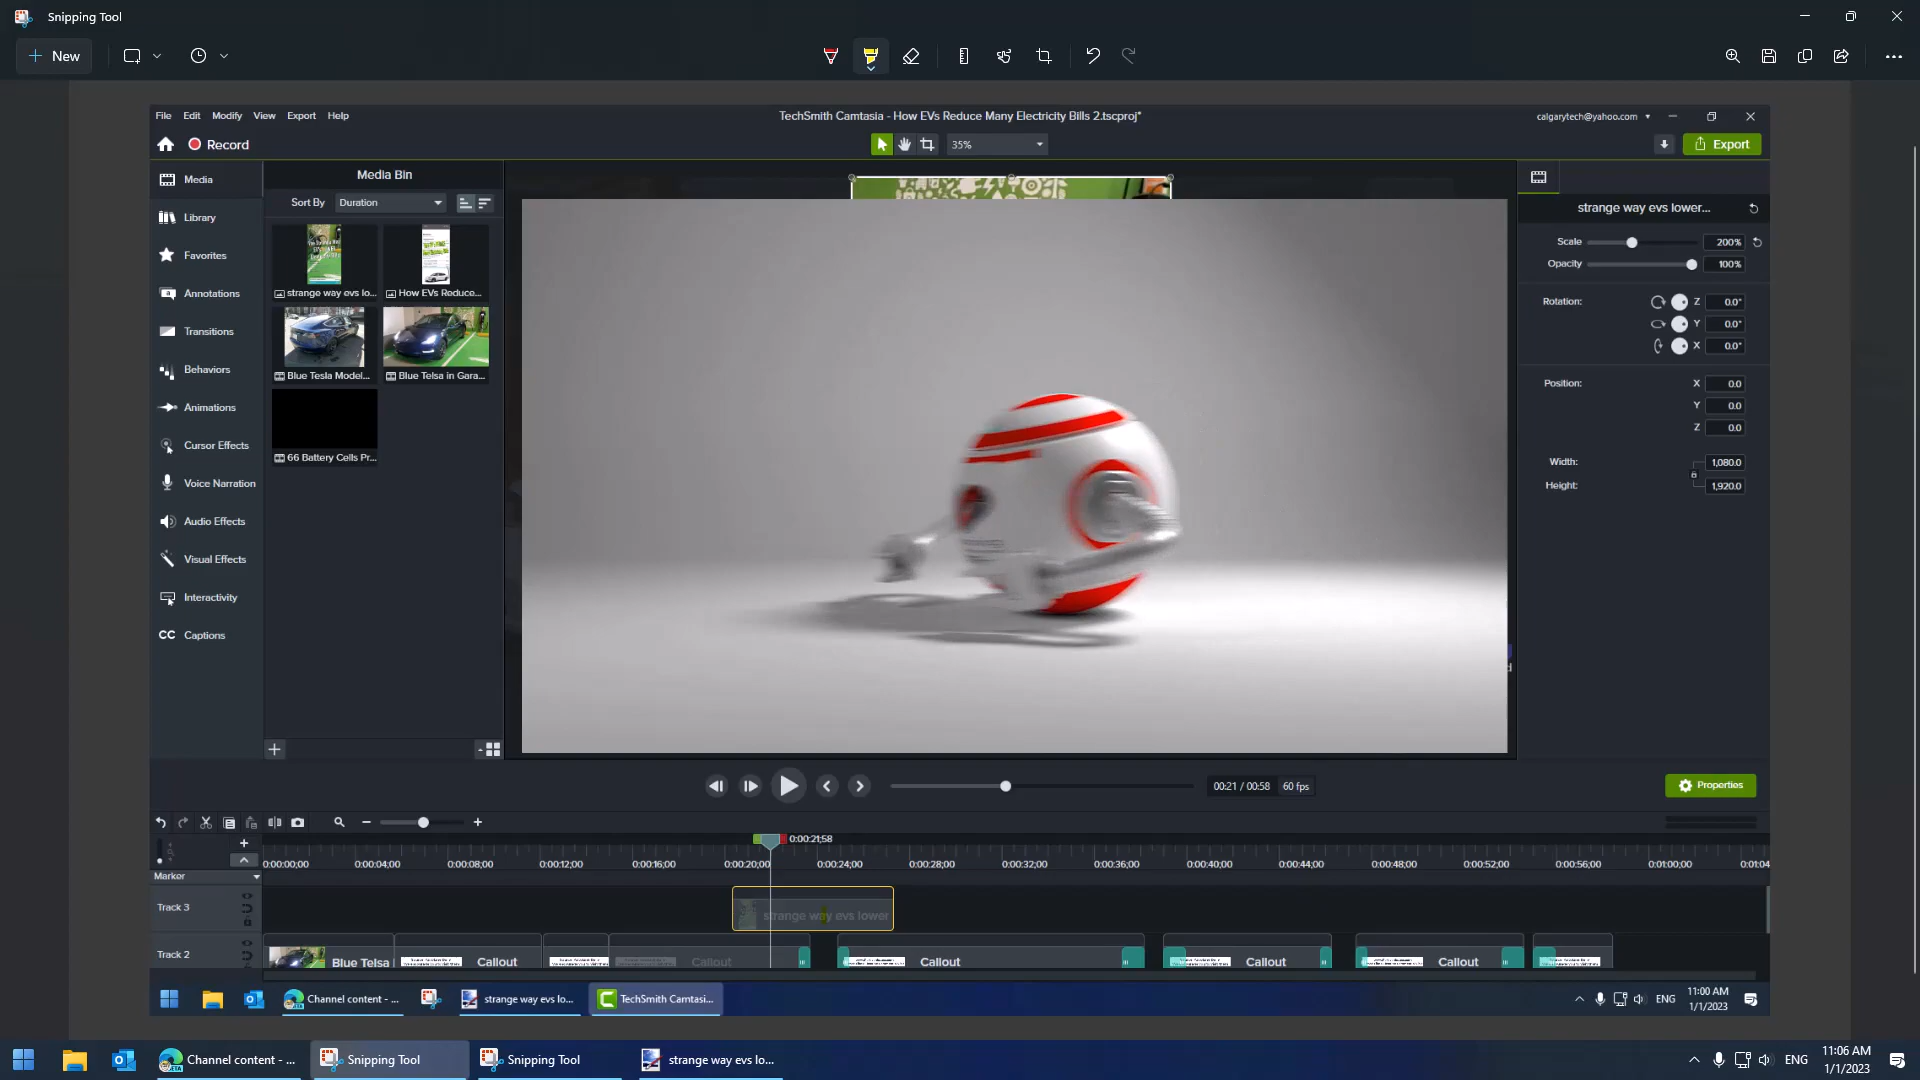 Snipping Tool
New
File Edit Modify View Export Help
TechSmith Camtasia - How EVs Reduce Many Electricity Bills 2.tscproj*
calgarytech@yahoo.com
Record
35%
Export
Media
Library
Favorites
Annotations
Transitions
Behaviors
Animations
Cursor Effects
Voice Narration
Audio Effects
Visual Effects
Interactivity
CC Captions
Media Bin
Sort By Duration
strange way evs lo...
How EVs Reduce...
Blue Tesla Model...
Blue Telsa in Gara...
66 Battery Cells Pr...
strange way evs lower...
Scale 200%
Opacity 100%
Rotation: Z 0.0°
Y 0.0°
X 0.0°
Position: X 0.0
Y 0.0
Z 0.0
Width: 1,080.0
Height: 1,920.0
00:21 / 00:58 60 fps
Properties
0:00:21;58
0:00:00;00 0:00:04;00 0:00:08;00 0:00:12;00 0:00:16;00 0:00:20;00 0:00:24;00 0:00:28;00 0:00:32;00 0:00:36;00 0:00:40;00 0:00:44;00 0:00:48;00 0:00:52;00 0:00:56;00 0:01:00;00 0:01:04
Marker
Track 3
strange way evs lower
Track 2
Blue Telsa Callout Callout Callout Callout Callout
Channel content - ...
strange way evs lo...
TechSmith Camtasi...
ENG
11:00 AM
1/1/2023
Channel content - ...
Snipping Tool
Snipping Tool
strange way evs lo...
ENG
11:06 AM
1/1/2023